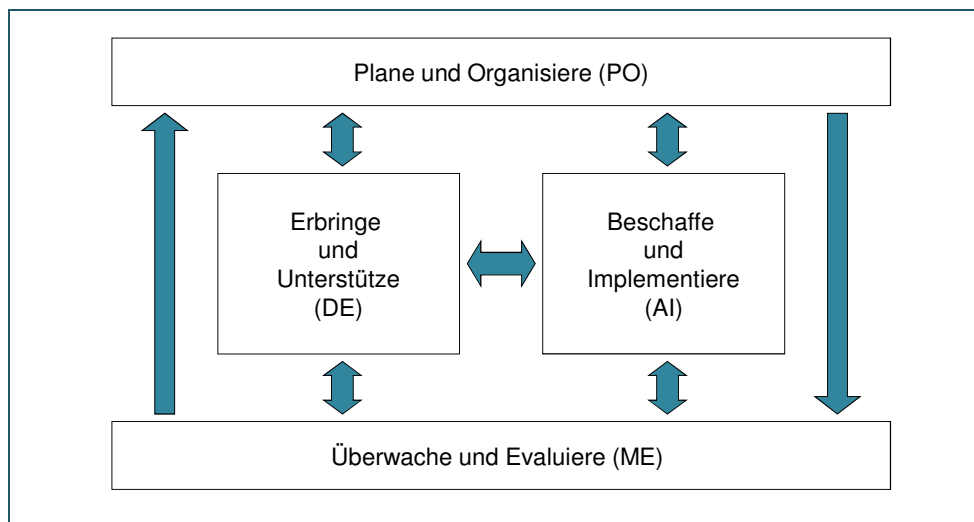 Plane und Organisiere (PO)
Erbringe
und
Unterstütze
(DE)
Beschaffe
und
Implementiere
(AI)
Überwache und Evaluiere (ME)